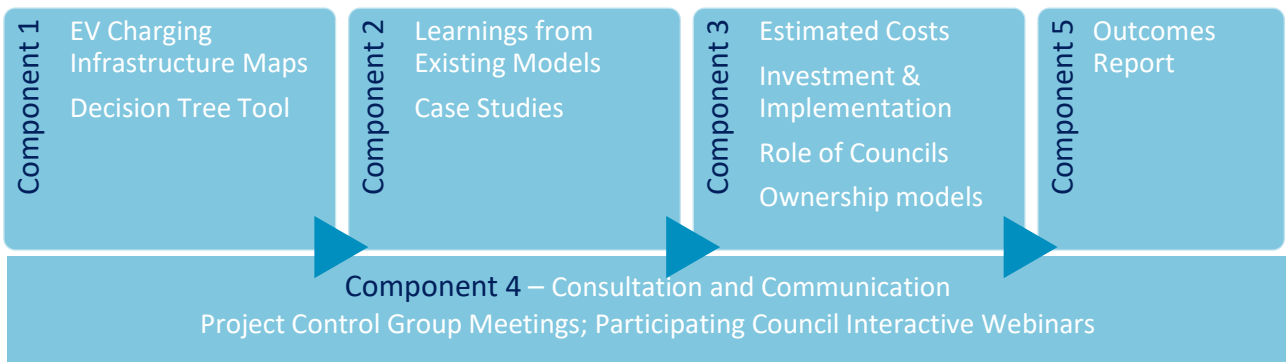 Component 1
EV Charging
Infrastructure Maps
Decision Tree Tool
Component 2
Learnings from
Existing Models
Case Studies
Component 3
Estimated Costs
Investment &
Implementation
Role of Councils
Ownership models
Component 5
Outcomes
Report
Component 4 – Consultation and Communication
Project Control Group Meetings; Participating Council Interactive Webinars